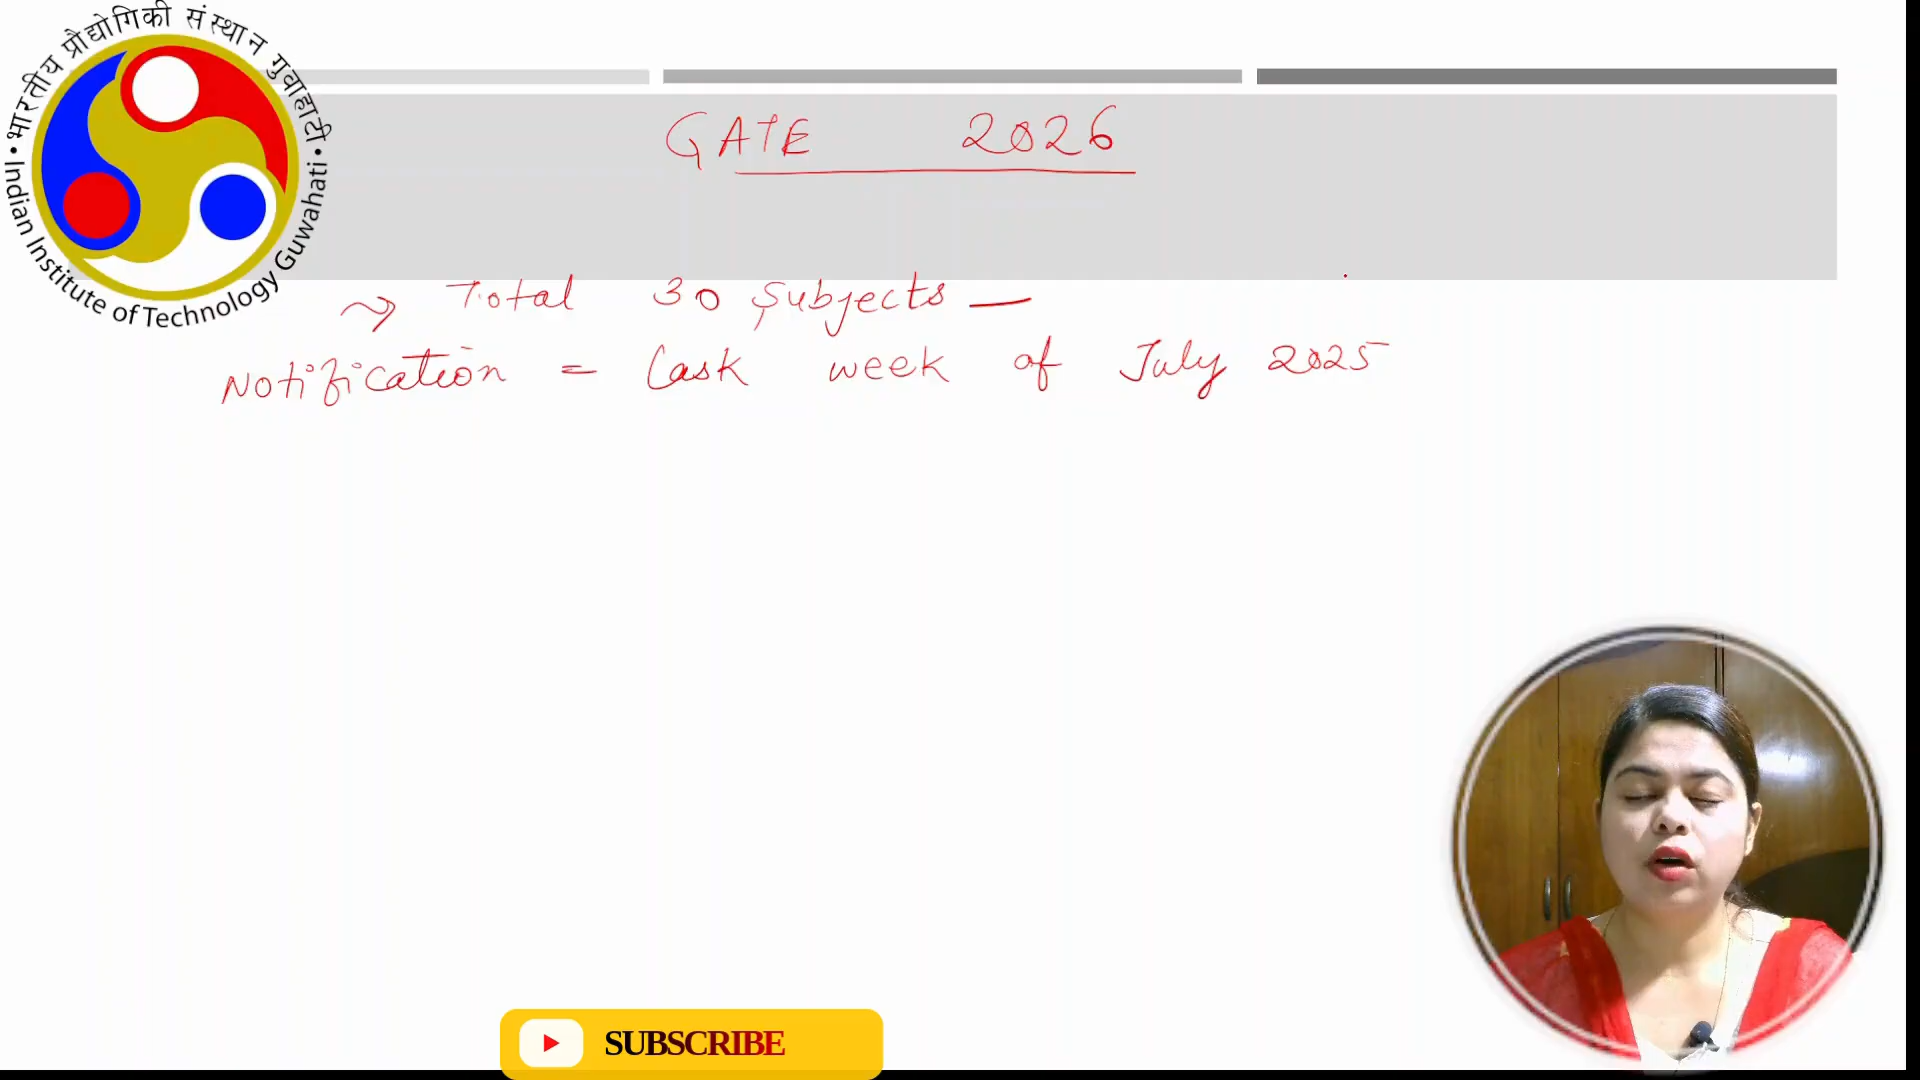 भारतीय प्रौद्योगिकी संस्थान गुवाहाटी
Indian Institute of Technology Guwahati
GATE 2026
Total 30 Subjects —
Notification = Last week of July 2025
SUBSCRIBE